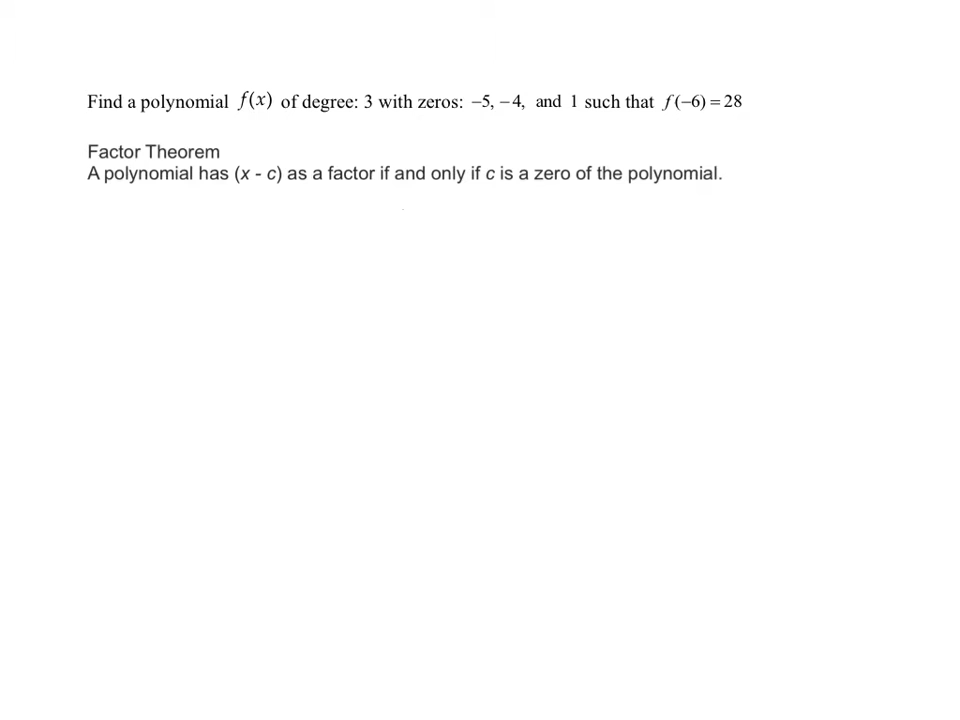 Find a polynomial f(x) of degree: 3 with zeros: −5, −4, and 1 such that f(−6) = 28
Factor Theorem
A polynomial has (x - c) as a factor if and only if c is a zero of the polynomial.